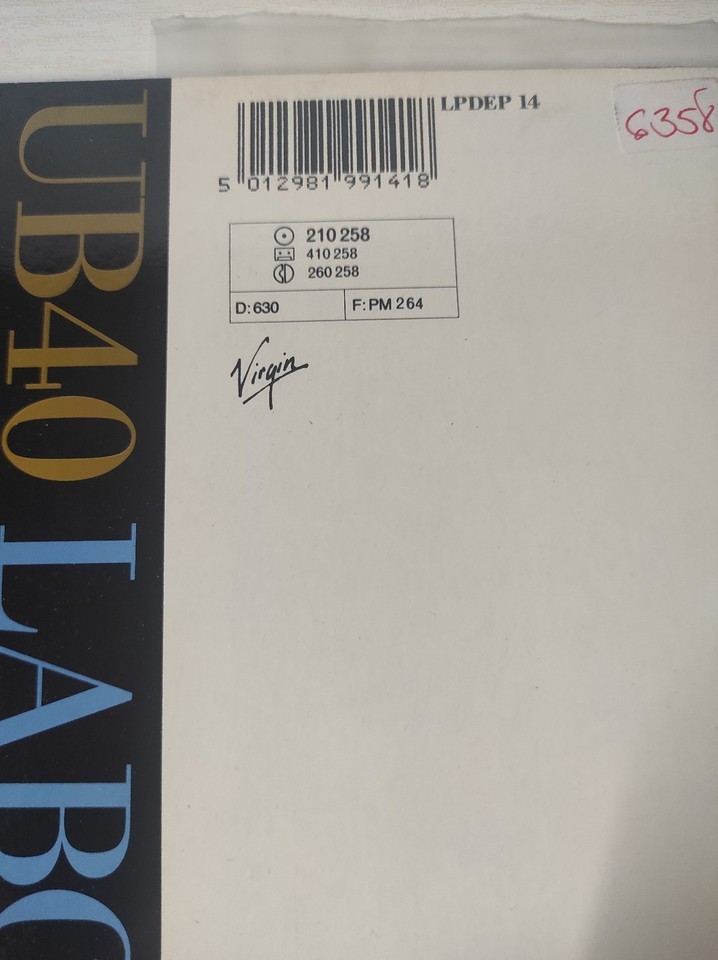 UB40 LABO
LPDEP 14
6358
5 012981 991418
210 258
410 258
260 258
D: 630
F: PM 264
Virgin